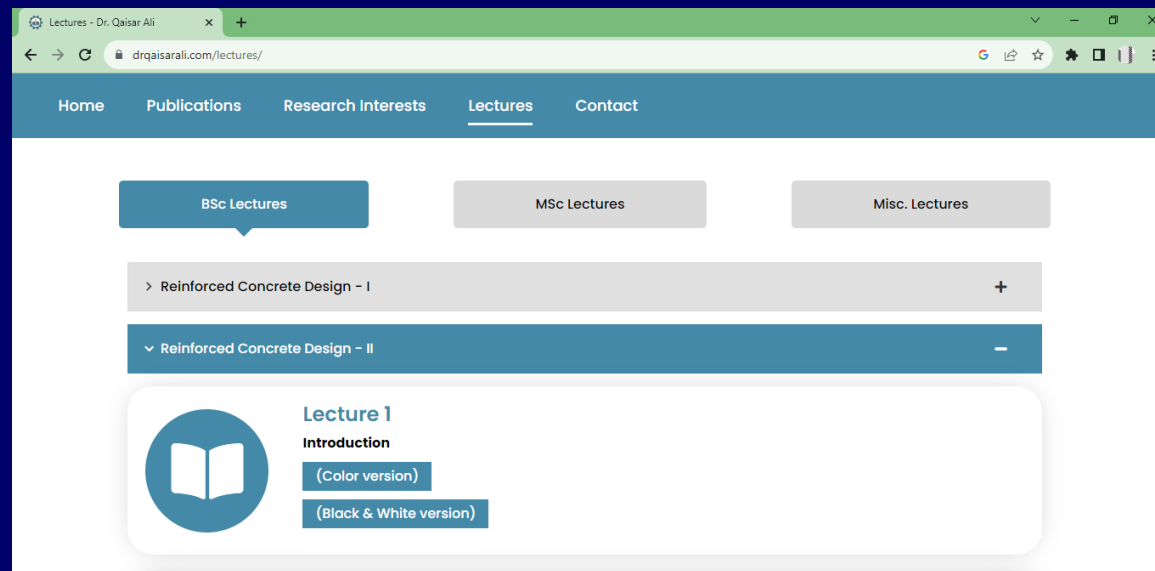 Lectures - Dr. Qaisar Ali
drqaisarali.com/lectures/
Home Publications Research Interests Lectures Contact
BSc Lectures MSc Lectures Misc. Lectures
Reinforced Concrete Design - I
Reinforced Concrete Design - II
Lecture 1
Introduction
(Color version)
(Black & White version)